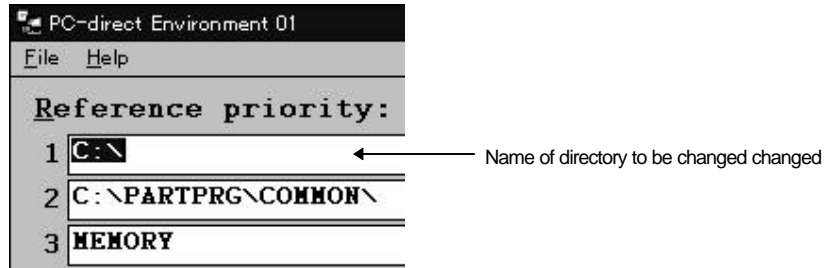 PC-direct Environment 01
File Help
Reference priority:
1 C:\
Name of directory to be changed changed
2 C:\PARTPRG\COMMON\
3 MEMORY